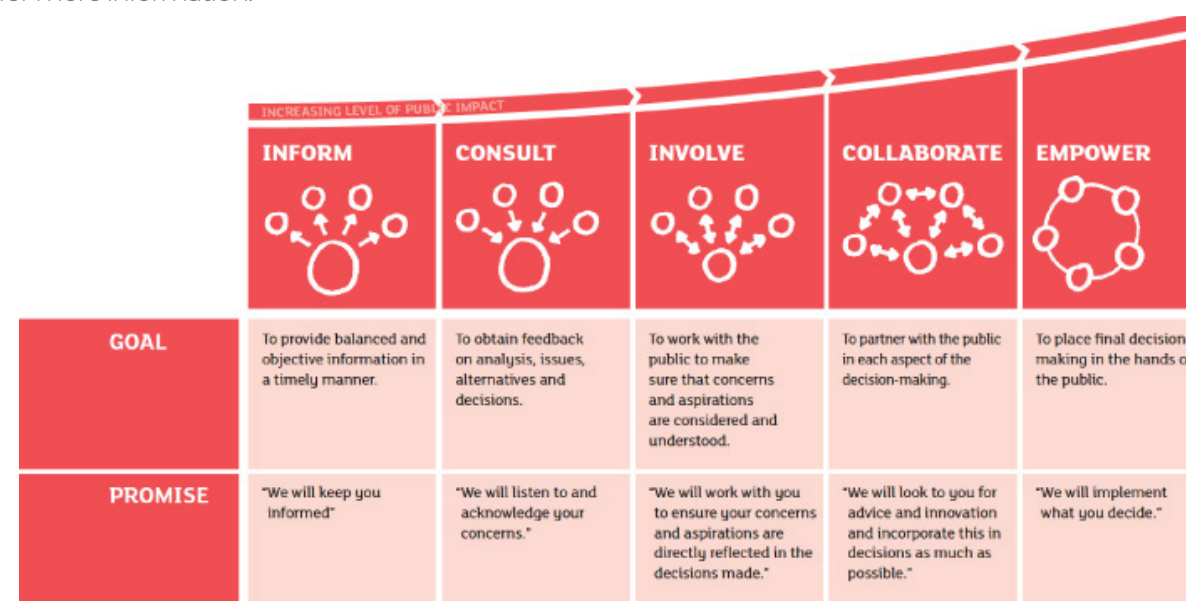 INCREASING LEVEL OF PUBLIC IMPACT
INFORM
CONSULT
INVOLVE
COLLABORATE
EMPOWER
GOAL
To provide balanced and
objective information in
a timely manner.
To obtain feedback
on analysis, issues,
alternatives and
decisions.
To work with the
public to make
sure that concerns
and aspirations
are considered and
understood.
To partner with the public
in each aspect of the
decision-making.
To place final decision
making in the hands o
the public.
PROMISE
"We will keep you
informed"
"We will listen to and
acknowledge your
concerns."
"We will work with you
to ensure your concerns
and aspirations are
directly reflected in the
decisions made."
"We will look to you for
advice and innovation
and incorporate this in
decisions as much as
possible."
"We will implement
what you decide."